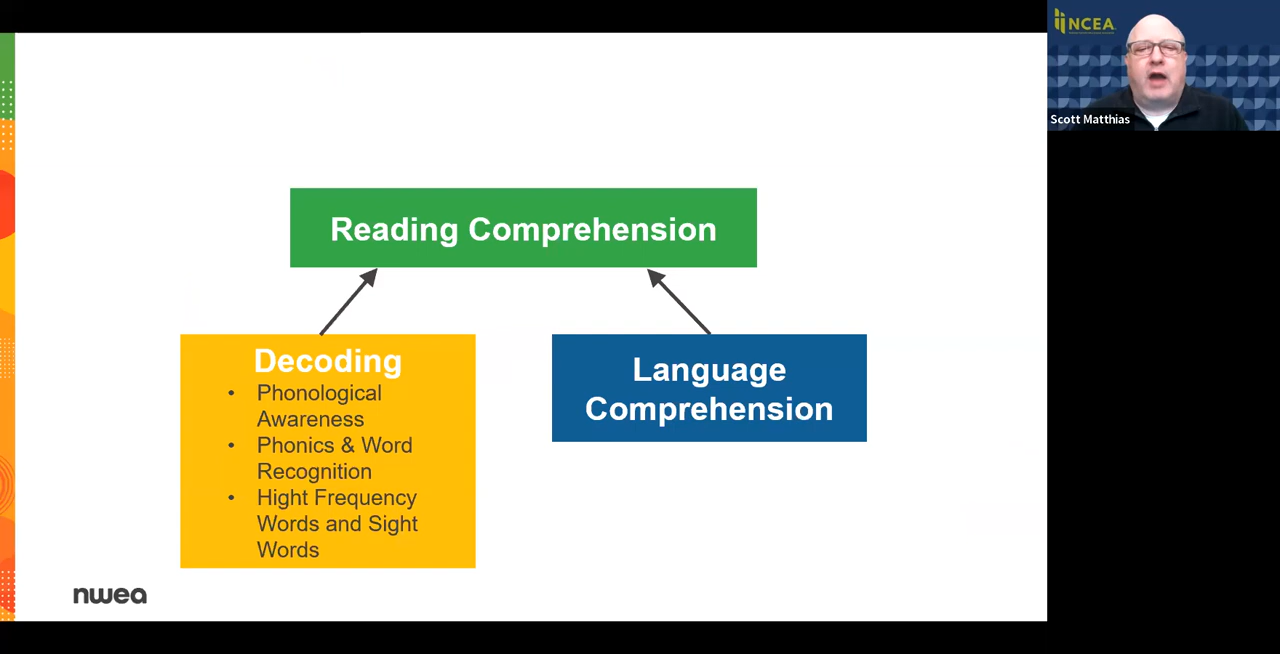 NCEA
Scott Matthias
Reading Comprehension
Decoding
• Phonological
Awareness
• Phonics & Word
Recognition
• Hight Frequency
Words and Sight
Words
Language
Comprehension
nwea